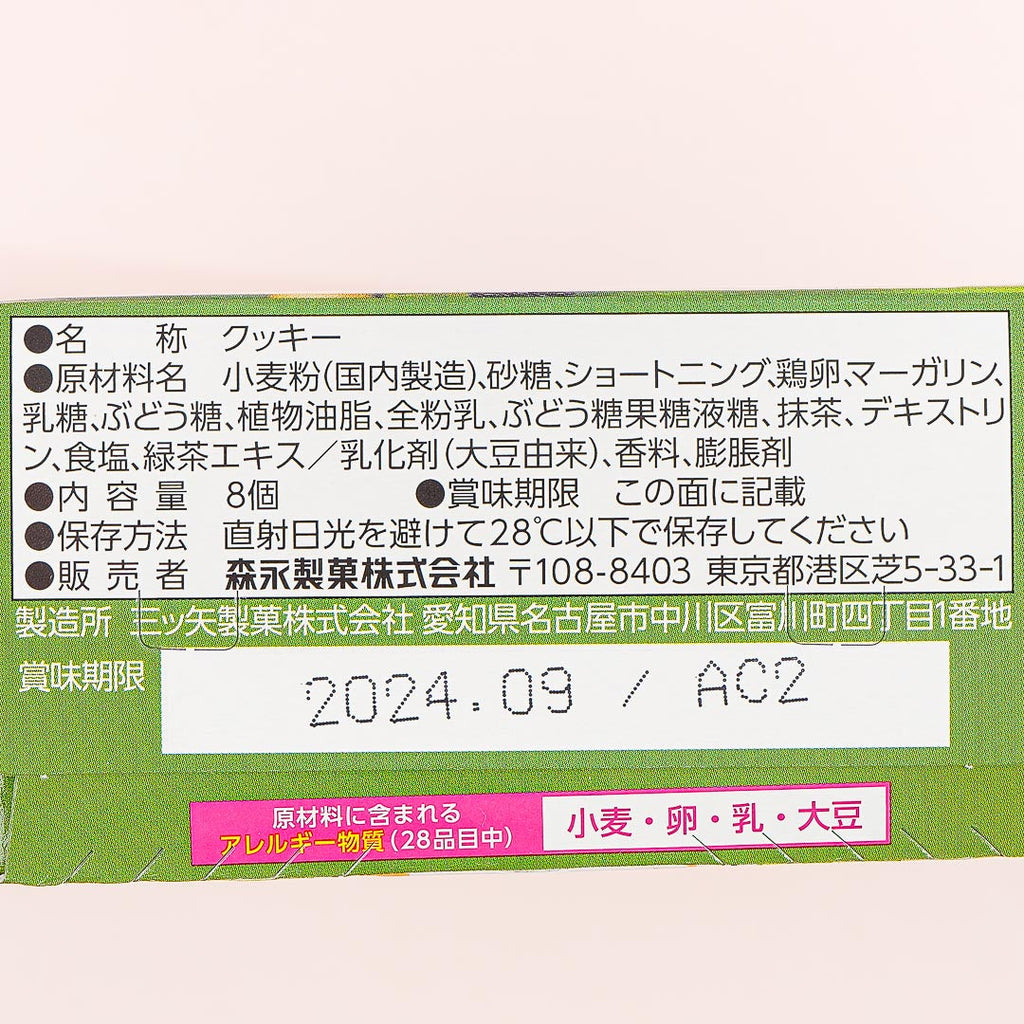 ●名 称 クッキー
●原材料名 小麦粉(国内製造)、砂糖、ショートニング、鶏卵、マーガリン、
乳糖、ぶどう糖、植物油脂、全粉乳、ぶどう糖果糖液糖、抹茶、デキストリ
ン、食塩、緑茶エキス／乳化剤(大豆由来)、香料、膨脹剤
●内容量 8個 ●賞味期限 この面に記載
●保存方法 直射日光を避けて28℃以下で保存してください
●販売者 森永製菓株式会社 〒108-8403 東京都港区芝5-33-1
製造所 三ッ矢製菓株式会社 愛知県名古屋市中川区富川町四丁目1番地
賞味期限 2024.09 / AC2
原材料に含まれる
アレルギー物質(28品目中)
小麦・卵・乳・大豆